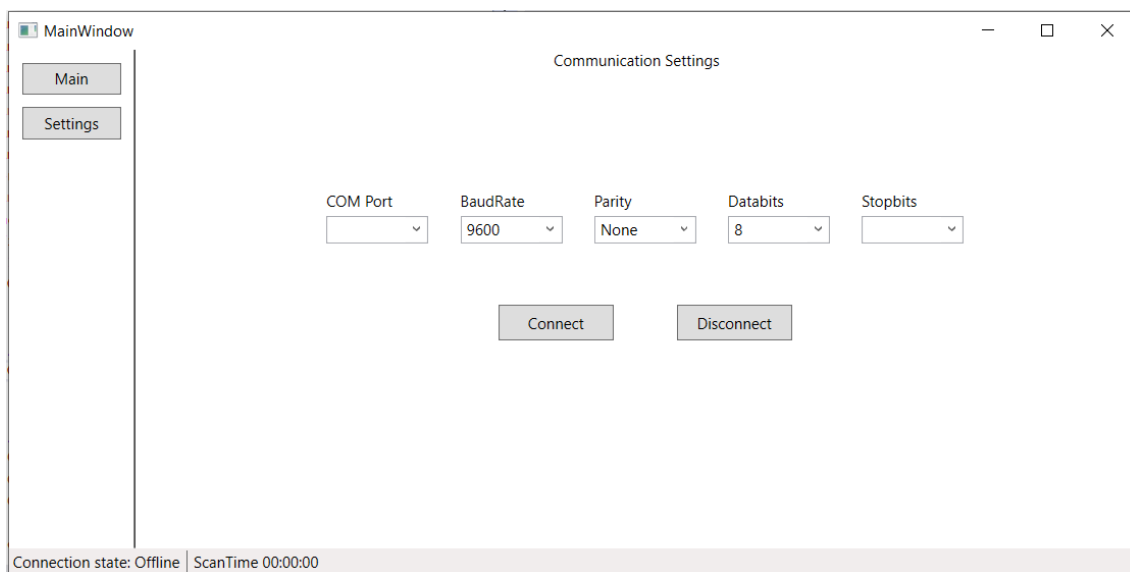 MainWindow
Main
Settings
Communication Settings
COM Port BaudRate Parity Databits Stopbits
9600 None 8
Connect Disconnect
Connection state: Offline ScanTime 00:00:00